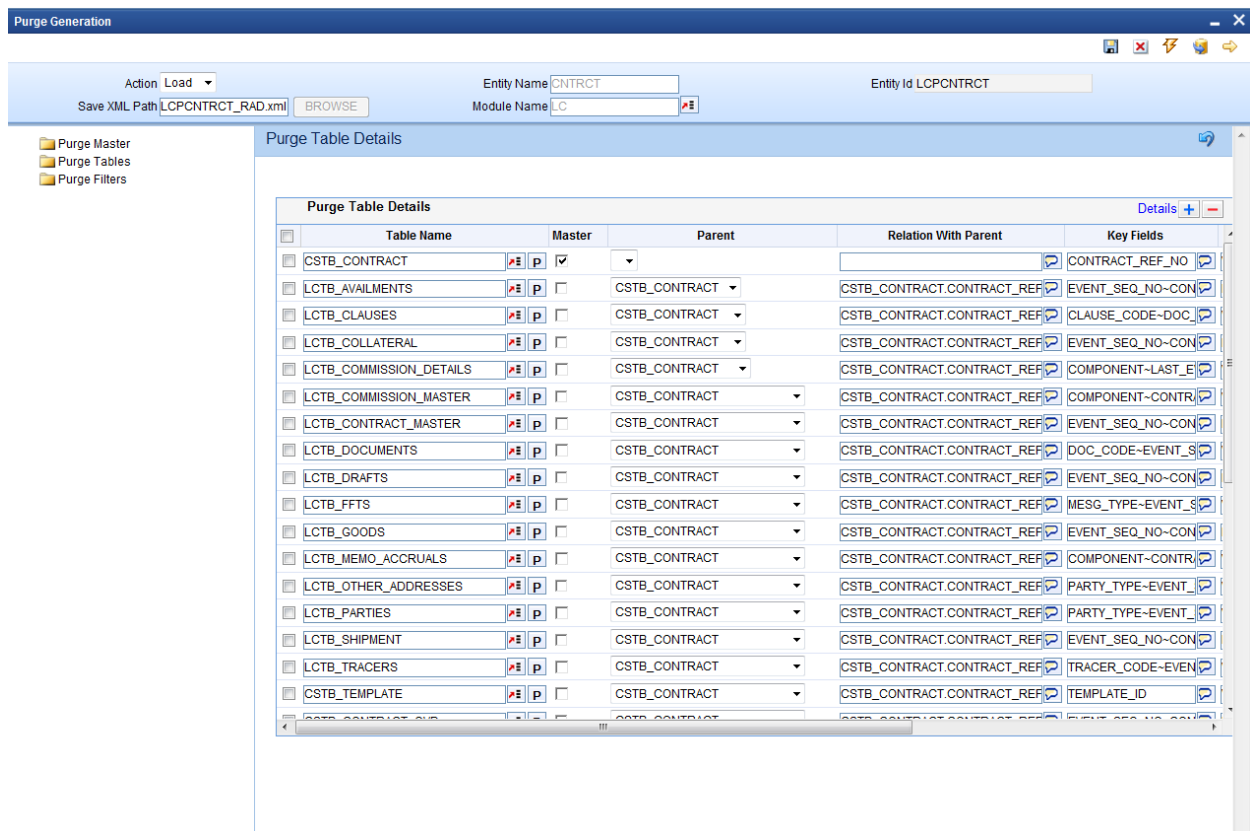 Purge Generation
Action Load Entity Name CNTRCT Entity Id LCPCNTRCT
Save XML Path LCPCNTRCT_RAD.xml BROWSE Module Name LC
Purge Master
Purge Tables
Purge Filters
Purge Table Details
Purge Table Details Details
Table Name Master Parent Relation With Parent Key Fields
CSTB_CONTRACT P CONTRACT_REF_NO
LCTB_AVAILMENTS P CSTB_CONTRACT CSTB_CONTRACT.CONTRACT_REF EVENT_SEQ_NO~CON
LCTB_CLAUSES P CSTB_CONTRACT CSTB_CONTRACT.CONTRACT_REF CLAUSE_CODE~DOC_
LCTB_COLLATERAL P CSTB_CONTRACT CSTB_CONTRACT.CONTRACT_REF EVENT_SEQ_NO~CON
LCTB_COMMISSION_DETAILS P CSTB_CONTRACT CSTB_CONTRACT.CONTRACT_REF COMPONENT~LAST_E
LCTB_COMMISSION_MASTER P CSTB_CONTRACT CSTB_CONTRACT.CONTRACT_REF COMPONENT~CONTR
LCTB_CONTRACT_MASTER P CSTB_CONTRACT CSTB_CONTRACT.CONTRACT_REF EVENT_SEQ_NO~CON
LCTB_DOCUMENTS P CSTB_CONTRACT CSTB_CONTRACT.CONTRACT_REF DOC_CODE~EVENT_S
LCTB_DRAFTS P CSTB_CONTRACT CSTB_CONTRACT.CONTRACT_REF EVENT_SEQ_NO~CON
LCTB_FFTS P CSTB_CONTRACT CSTB_CONTRACT.CONTRACT_REF MESG_TYPE~EVENT_S
LCTB_GOODS P CSTB_CONTRACT CSTB_CONTRACT.CONTRACT_REF EVENT_SEQ_NO~CON
LCTB_MEMO_ACCRUALS P CSTB_CONTRACT CSTB_CONTRACT.CONTRACT_REF COMPONENT~CONTR
LCTB_OTHER_ADDRESSES P CSTB_CONTRACT CSTB_CONTRACT.CONTRACT_REF PARTY_TYPE~EVENT_
LCTB_PARTIES P CSTB_CONTRACT CSTB_CONTRACT.CONTRACT_REF PARTY_TYPE~EVENT_
LCTB_SHIPMENT P CSTB_CONTRACT CSTB_CONTRACT.CONTRACT_REF EVENT_SEQ_NO~CON
LCTB_TRACERS P CSTB_CONTRACT CSTB_CONTRACT.CONTRACT_REF TRACER_CODE~EVEN
CSTB_TEMPLATE P CSTB_CONTRACT CSTB_CONTRACT.CONTRACT_REF TEMPLATE_ID